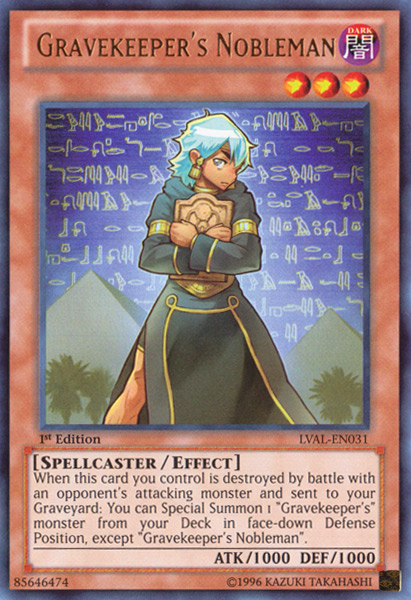 GRAVEKEEPER'S NOBLEMAN
DARK
闇
1st Edition
LVAL-EN031
[SPELLCASTER / EFFECT]
When this card you control is destroyed by battle with
an opponent's attacking monster and sent to your
Graveyard: You can Special Summon 1 "Gravekeeper's"
monster from your Deck in face-down Defense
Position, except "Gravekeeper's Nobleman".
ATK/1000 DEF/1000
85646474
©1996 KAZUKI TAKAHASHI